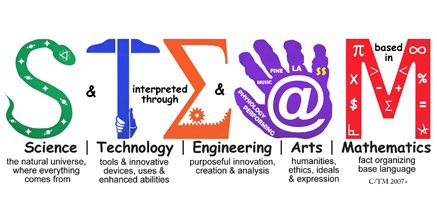 STEAM
& interpreted through & based in
FINE LA $$
MUSIC
PHYSIOLOGY
PERFORMING
@
π ∞
% 
> 
- +
X =
$
Science | Technology | Engineering | Arts | Mathematics
the natural universe, where everything comes from
tools & innovative devices, uses & enhanced abilities
purposeful innovation, creation & analysis
humanities, ethics, ideals & expression
fact organizing base language
C/TM 2007+